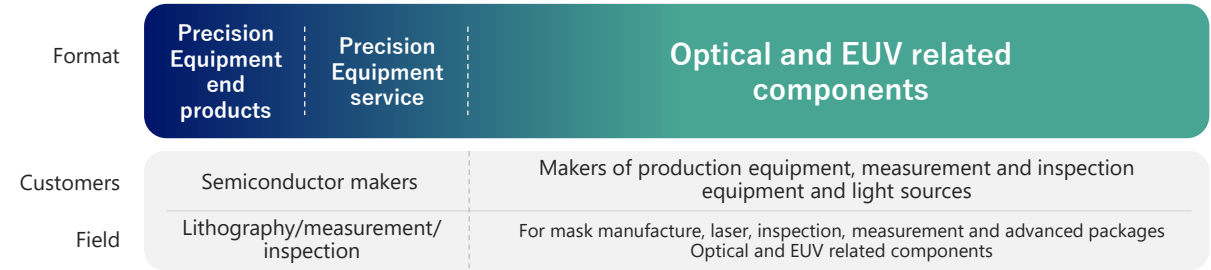 Format
Precision
Equipment
end
products
Precision
Equipment
service
Optical and EUV related
components
Customers
Semiconductor makers
Makers of production equipment, measurement and inspection
equipment and light sources
Field
Lithography/measurement/
inspection
For mask manufacture, laser, inspection, measurement and advanced packages
Optical and EUV related components